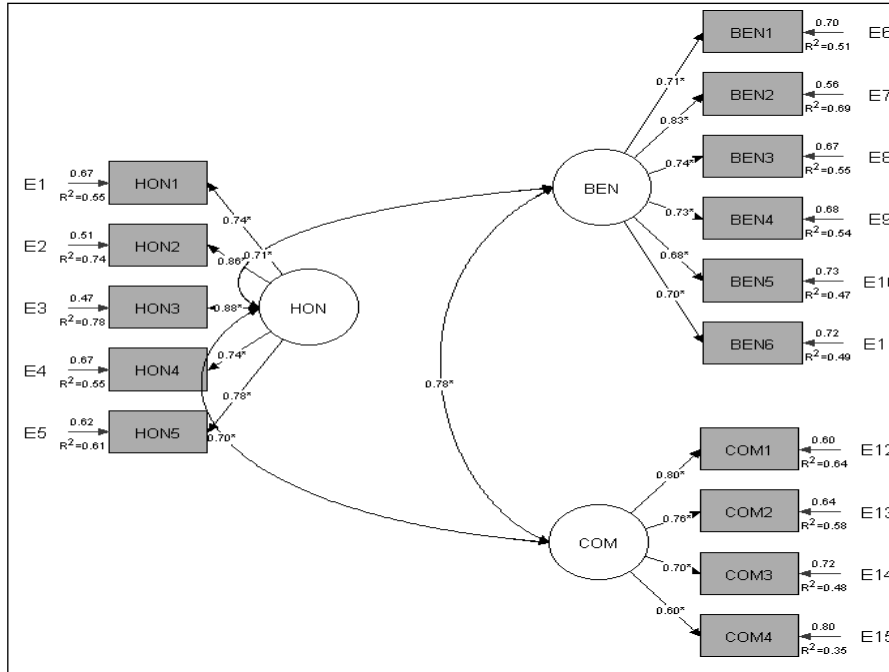 0.70
BEN1
E6
R²=0.51
0.71*
0.56
BEN2
E7
R²=0.69
0.83*
0.67
BEN3
E8
R²=0.55
0.74*
BEN
0.68
BEN4
E9
R²=0.54
0.73*
0.73
BEN5
E10
R²=0.47
0.68*
0.72
BEN6
E1
R²=0.49
0.70*
0.67
E1
HON1
R²=0.55
0.74*
0.51
E2
HON2
R²=0.74
0.86*
0.71*
0.47
E3
HON3
R²=0.78
0.88*
HON
0.67
E4
HON4
R²=0.55
0.74*
0.62
E5
HON5
R²=0.61
0.78*
0.70*
0.78*
0.60
COM1
E12
R²=0.64
0.80*
0.64
COM2
E13
R²=0.58
0.76*
COM
0.72
COM3
E14
R²=0.48
0.70*
0.80
COM4
E15
R²=0.35
0.60*